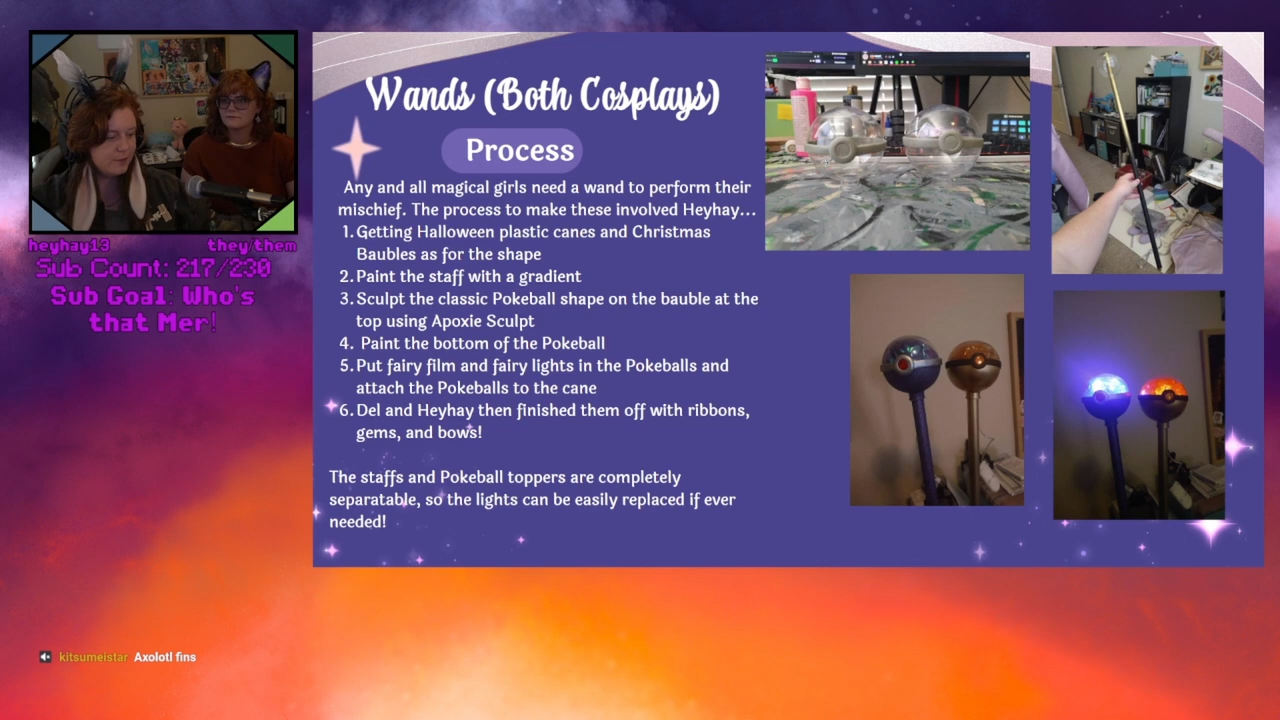 heyhay13
they/them
Sub Count: 217/230
Sub Goal: Who's
that Mer!
Wands (Both Cosplays)
Process
Any and all magical girls need a wand to perform their
mischief. The process to make these involved Heyhay...
1. Getting Halloween plastic canes and Christmas
Baubles as for the shape
2. Paint the staff with a gradient
3. Sculpt the classic Pokeball shape on the bauble at the
top using Apoxie Sculpt
4. Paint the bottom of the Pokeball
5. Put fairy film and fairy lights in the Pokeballs and
attach the Pokeballs to the cane
6. Del and Heyhay then finished them off with ribbons,
gems, and bows!
The staffs and Pokeball toppers are completely
separatable, so the lights can be easily replaced if ever
needed!
kitsumeistar Axolotl fins